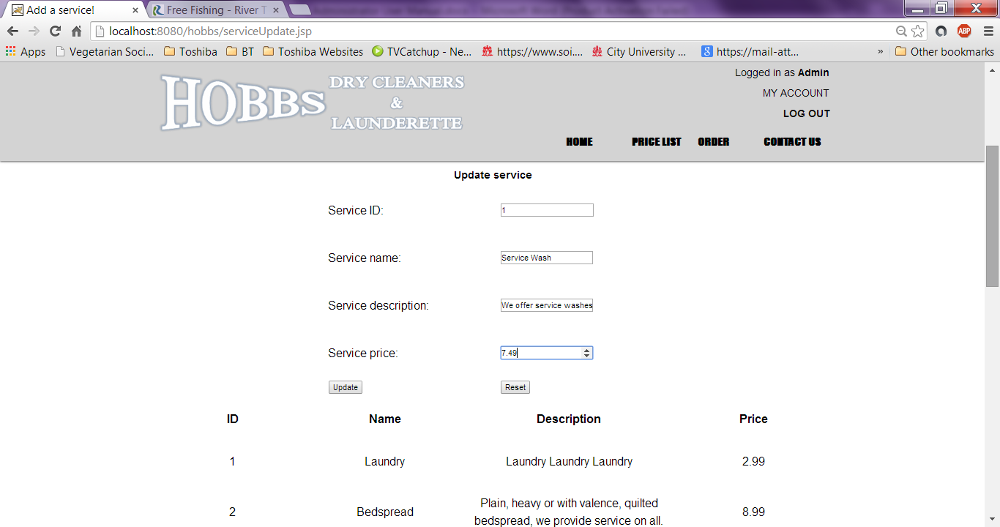 Add a service!
Free Fishing - River T
localhost:8080/hobbs/serviceUpdate.jsp
ABP
Apps Vegetarian Soci... Toshiba BT Toshiba Websites TVCatchup - Ne... https://www.soi.... City University ... https://mail-att... » Other bookmarks
HOBBS
DRY CLEANERS
&
LAUNDERETTE
Logged in as Admin
MY ACCOUNT
LOG OUT
HOME PRICE LIST ORDER CONTACT US
Update service
Service ID: 1
Service name: Service Wash
Service description: We offer service washes
Service price: 7.49
Update Reset
ID Name Description Price
1 Laundry Laundry Laundry Laundry 2.99
2 Bedspread Plain, heavy or with valence, quilted 8.99
bedspread, we provide service on all.